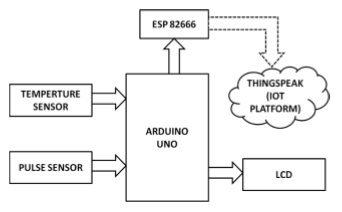 ESP 82666
THINGSPEAK
(IOT
PLATFORM)
TEMPERTURE
SENSOR
ARDUINO
UNO
PULSE SENSOR
LCD